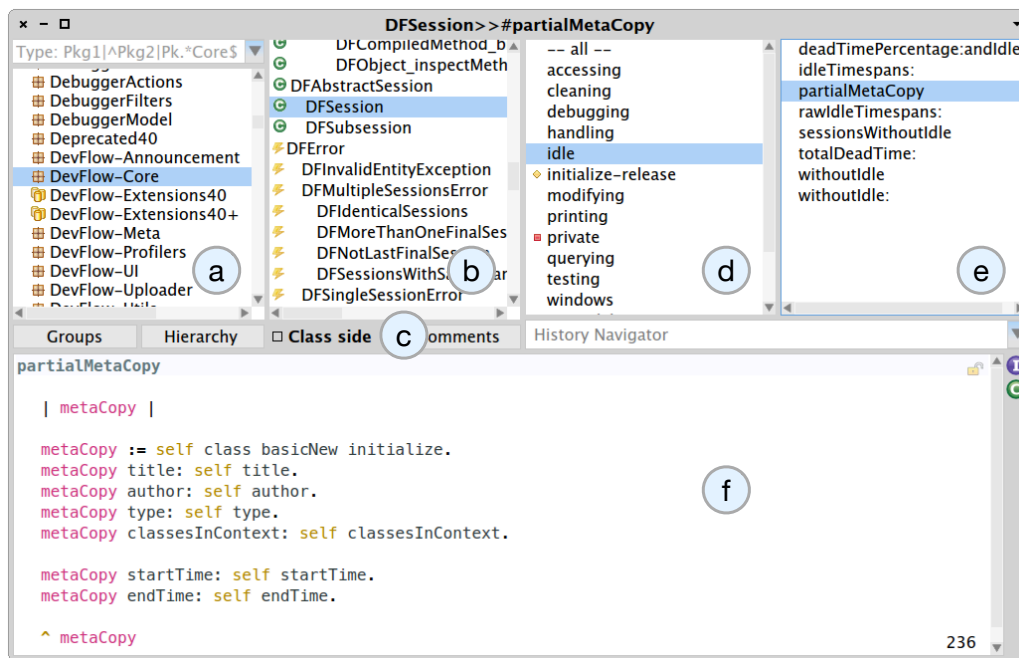 DFSession>>#partialMetaCopy
Type: Pkg1|^Pkg2|Pk.*Core$
DebuggerActions
DebuggerFilters
DebuggerModel
Deprecated40
DevFlow-Announcement
DevFlow-Core
DevFlow-Extensions40
DevFlow-Extensions40+
DevFlow-Meta
DevFlow-Profilers
DevFlow-UI
DevFlow-Uploader
a
DFCompiledMethod_b
DFObject_inspectMeth
DFAbstractSession
DFSession
DFSubsession
DFError
DFInvalidEntityException
DFMultipleSessionsError
DFIdenticalSessions
DFMoreThanOneFinalSes
DFNotLastFinalSession
DFSingleSessionError
b
-- all --
accessing
cleaning
debugging
handling
idle
initialize-release
modifying
printing
private
querying
testing
windows
d
deadTimePercentage:andIdle
idleTimespans:
partialMetaCopy
rawIdleTimespans:
sessionsWithoutIdle
totalDeadTime:
withoutIdle
withoutIdle:
e
Groups
Hierarchy
Class side
c
omments
History Navigator
partialMetaCopy
| metaCopy |
metaCopy := self class basicNew initialize.
metaCopy title: self title.
metaCopy author: self author.
metaCopy type: self type.
metaCopy classesInContext: self classesInContext.
metaCopy startTime: self startTime.
metaCopy endTime: self endTime.
^ metaCopy
f
236
I
C